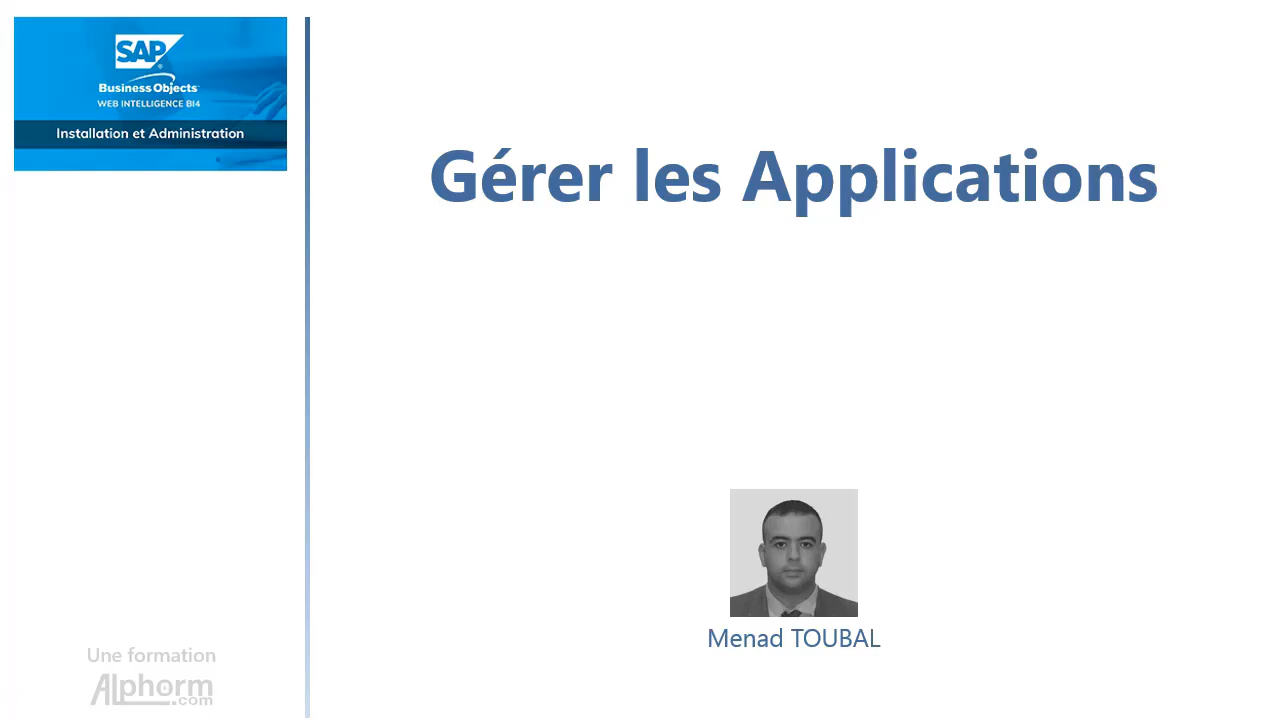 SAP
Business Objects
WEB INTELLIGENCE BI4
Installation et Administration
Gérer les Applications
Menad TOUBAL
Une formation
Alphorm
.com